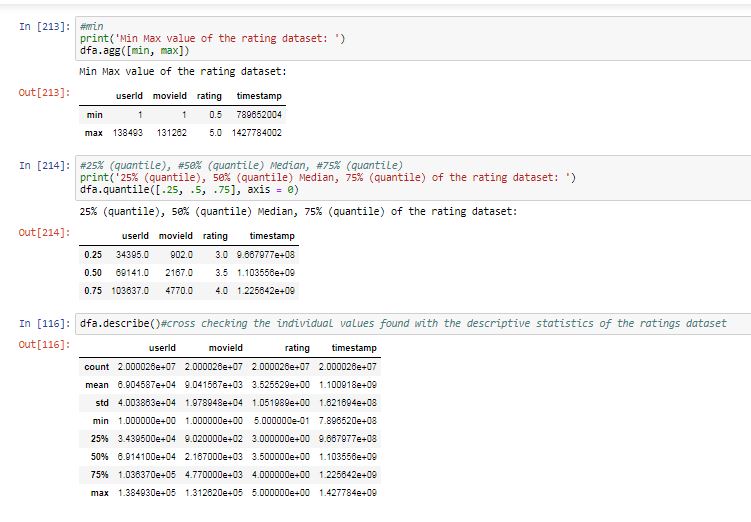 In [213]: #min
print('Min Max value of the rating dataset: ')
dfa.agg([min, max])
Min Max value of the rating dataset:
Out[213]:
userId movieId rating timestamp
min 1 1 0.5 789652004
max 138493 131262 5.0 1427784002
In [214]: #25% (quantile), #50% (quantile) Median, #75% (quantile)
print('25% (quantile), 50% (quantile) Median, 75% (quantile) of the rating dataset: ')
dfa.quantile([.25, .5, .75], axis = 0)
25% (quantile), 50% (quantile) Median, 75% (quantile) of the rating dataset:
Out[214]:
userId movieId rating timestamp
0.25 34395.0 902.0 3.0 9.667977e+08
0.50 69141.0 2167.0 3.5 1.103556e+09
0.75 103637.0 4770.0 4.0 1.225642e+09
In [116]: dfa.describe()#cross checking the individual values found with the descriptive statistics of the ratings dataset
Out[116]:
userId movieId rating timestamp
count 2.000026e+07 2.000026e+07 2.000026e+07 2.000026e+07
mean 6.904587e+04 9.041567e+03 3.525529e+00 1.100918e+09
std 4.003863e+04 1.978948e+04 1.051989e+00 1.621694e+08
min 1.000000e+00 1.000000e+00 5.000000e-01 7.896520e+08
25% 3.439500e+04 9.020000e+02 3.000000e+00 9.667977e+08
50% 6.914100e+04 2.167000e+03 3.500000e+00 1.103556e+09
75% 1.036370e+05 4.770000e+03 4.000000e+00 1.225642e+09
max 1.384930e+05 1.312620e+05 5.000000e+00 1.427784e+09